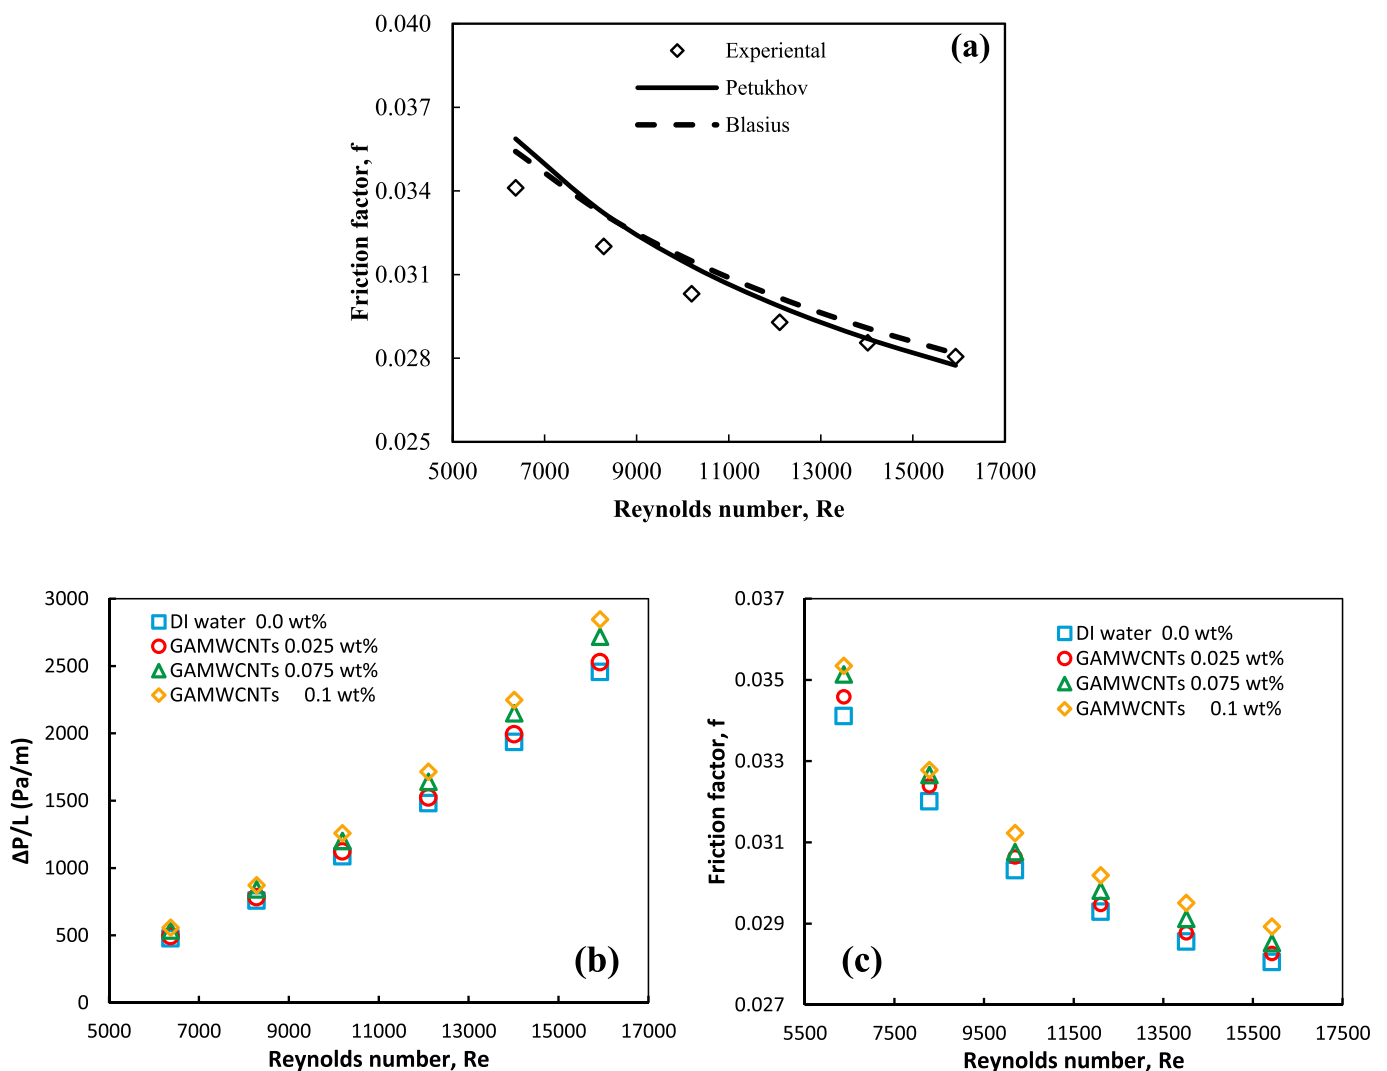 0.040
(a)
Experiental
Petukhov
Blasius
0.037
0.034
0.031
0.028
0.025
Friction factor, f
5000 7000 9000 11000 13000 15000 17000
Reynolds number, Re
3000
2500
2000
1500
1000
500
0
ΔP/L (Pa/m)
DI water 0.0 wt%
GAMWCNTs 0.025 wt%
GAMWCNTs 0.075 wt%
GAMWCNTs 0.1 wt%
(b)
5000 7000 9000 11000 13000 15000 17000
Reynolds number, Re
0.037
0.035
0.033
0.031
0.029
0.027
Friction factor, f
DI water 0.0 wt%
GAMWCNTs 0.025 wt%
GAMWCNTs 0.075 wt%
GAMWCNTs 0.1 wt%
(c)
5500 7500 9500 11500 13500 15500 17500
Reynolds number, Re